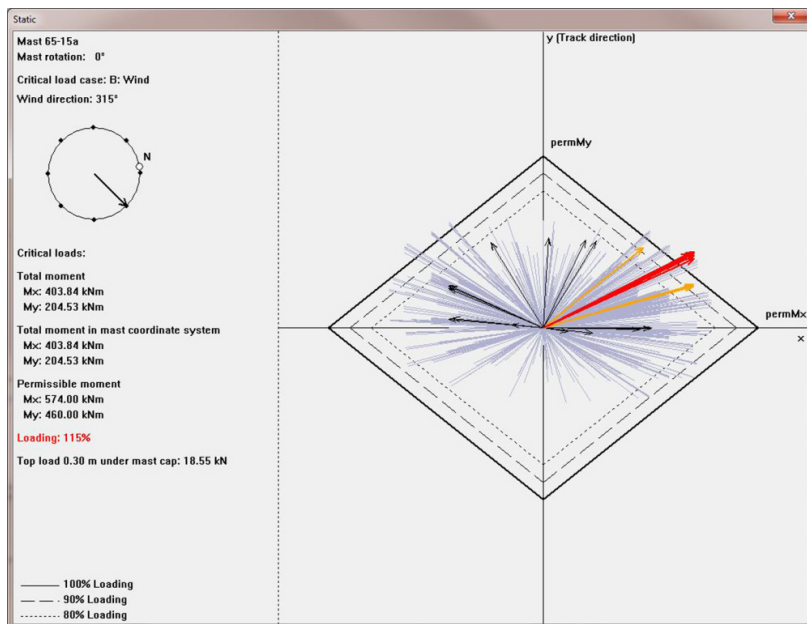 Static
Mast 65-15a
Mast rotation: 0°
Critical load case: B: Wind
Wind direction: 315°
N
Critical loads:
Total moment
Mx: 403.84 kNm
My: 204.53 kNm
Total moment in mast coordinate system
Mx: 403.84 kNm
My: 204.53 kNm
Permissible moment
Mx: 574.00 kNm
My: 460.00 kNm
Loading: 115%
Top load 0.30 m under mast cap: 18.55 kN
100% Loading
90% Loading
80% Loading
y (Track direction)
permMy
permMx
x